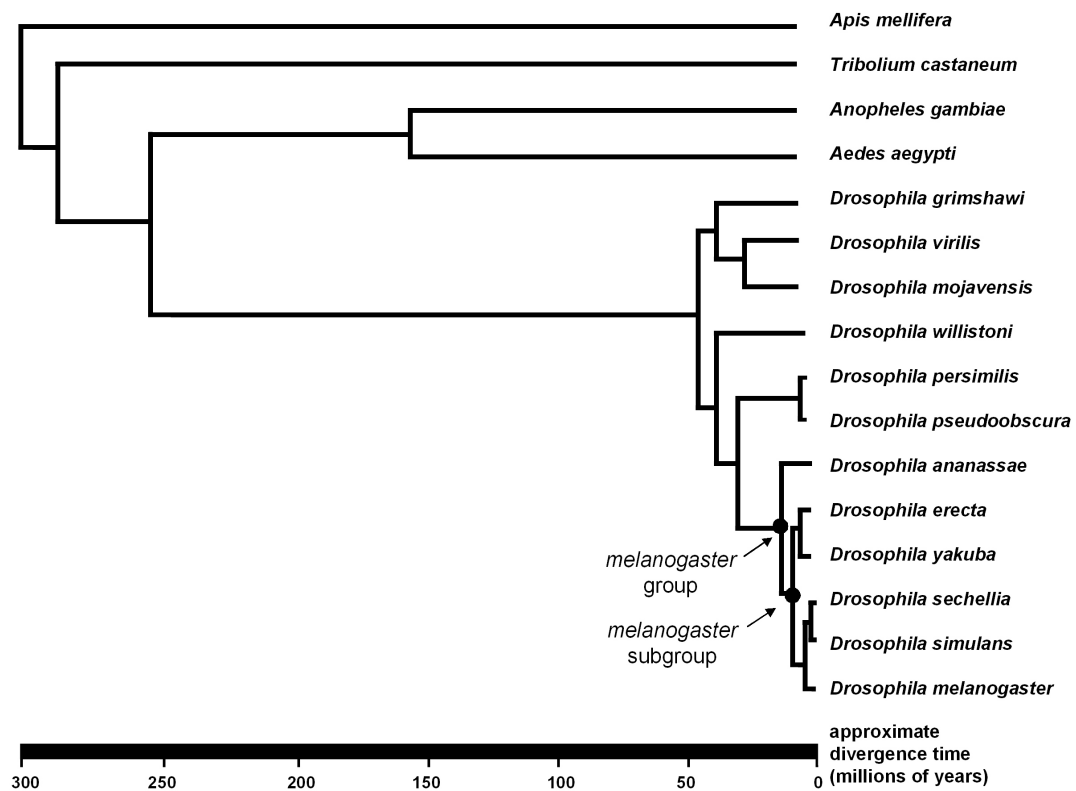 Apis mellifera
Tribolium castaneum
Anopheles gambiae
Aedes aegypti
Drosophila grimshawi
Drosophila virilis
Drosophila mojavensis
Drosophila willistoni
Drosophila persimilis
Drosophila pseudoobscura
Drosophila ananassae
Drosophila erecta
Drosophila yakuba
Drosophila sechellia
Drosophila simulans
Drosophila melanogaster
melanogaster
group
melanogaster
subgroup
approximate
divergence time
(millions of years)
300 250 200 150 100 50 0